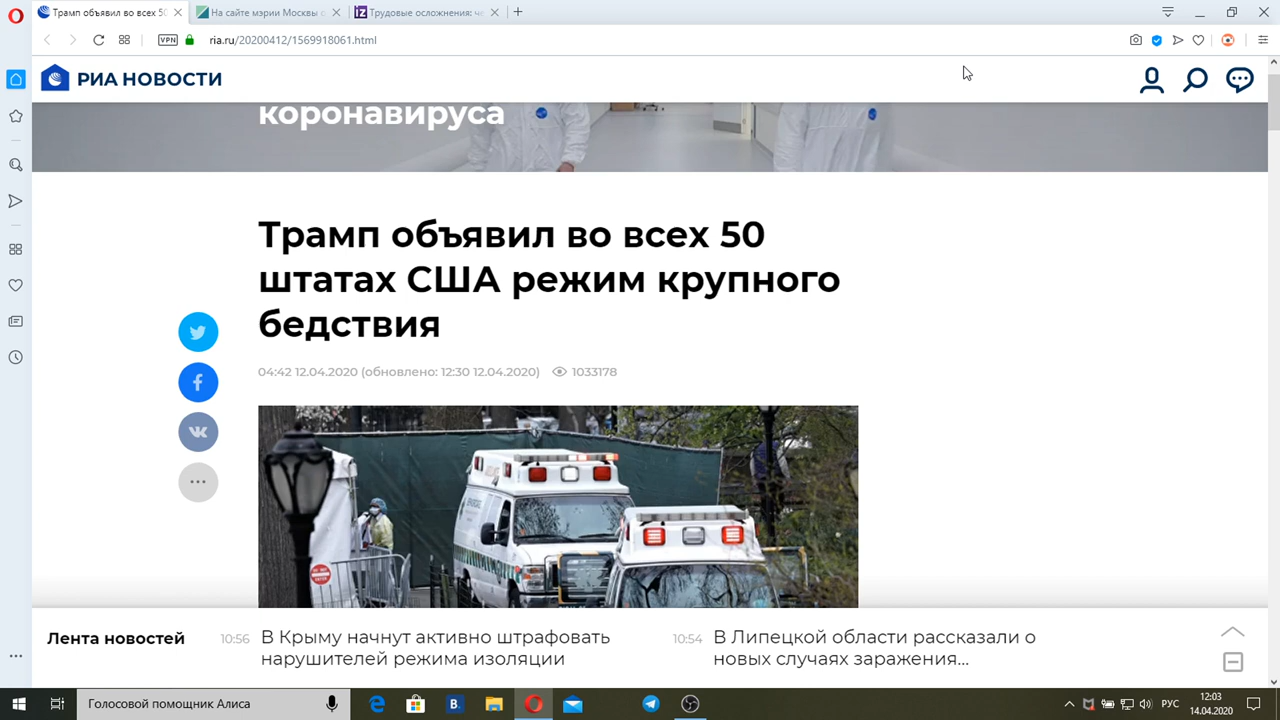 Трамп объявил во всех 50
На сайте мэрии Москвы о
Трудовые осложнения: че
VPN
ria.ru/20200412/1569918061.html
РИА НОВОСТИ
коронавируса
Трамп объявил во всех 50
штатах США режим крупного
бедствия
04:42 12.04.2020 (обновлено: 12:30 12.04.2020) 1033178
Лента новостей
10:56 В Крыму начнут активно штрафовать
нарушителей режима изоляции
10:54 В Липецкой области рассказали о
новых случаях заражения...
Голосовой помощник Алиса
РУС
12:03
14.04.2020